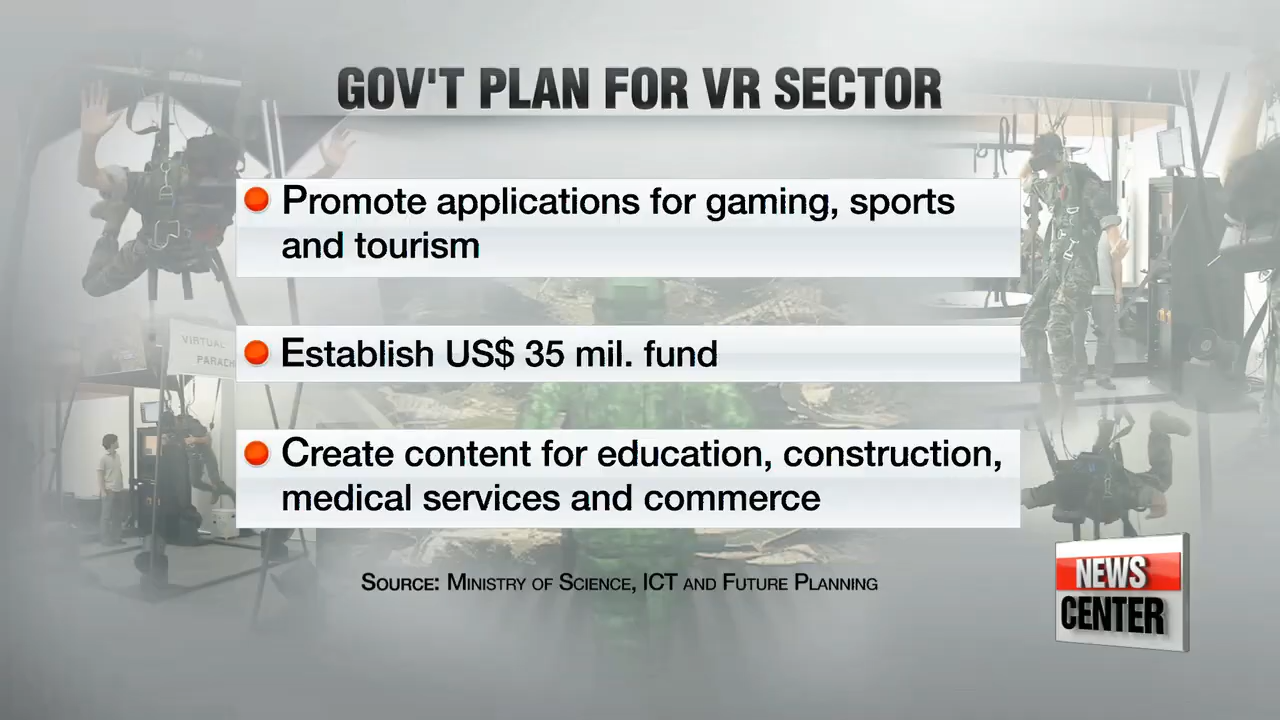 GOV'T PLAN FOR VR SECTOR
Promote applications for gaming, sports
and tourism
Establish US$ 35 mil. fund
Create content for education, construction,
medical services and commerce
SOURCE: MINISTRY OF SCIENCE, ICT AND FUTURE PLANNING
VIRTUAL
NEWS
CENTER